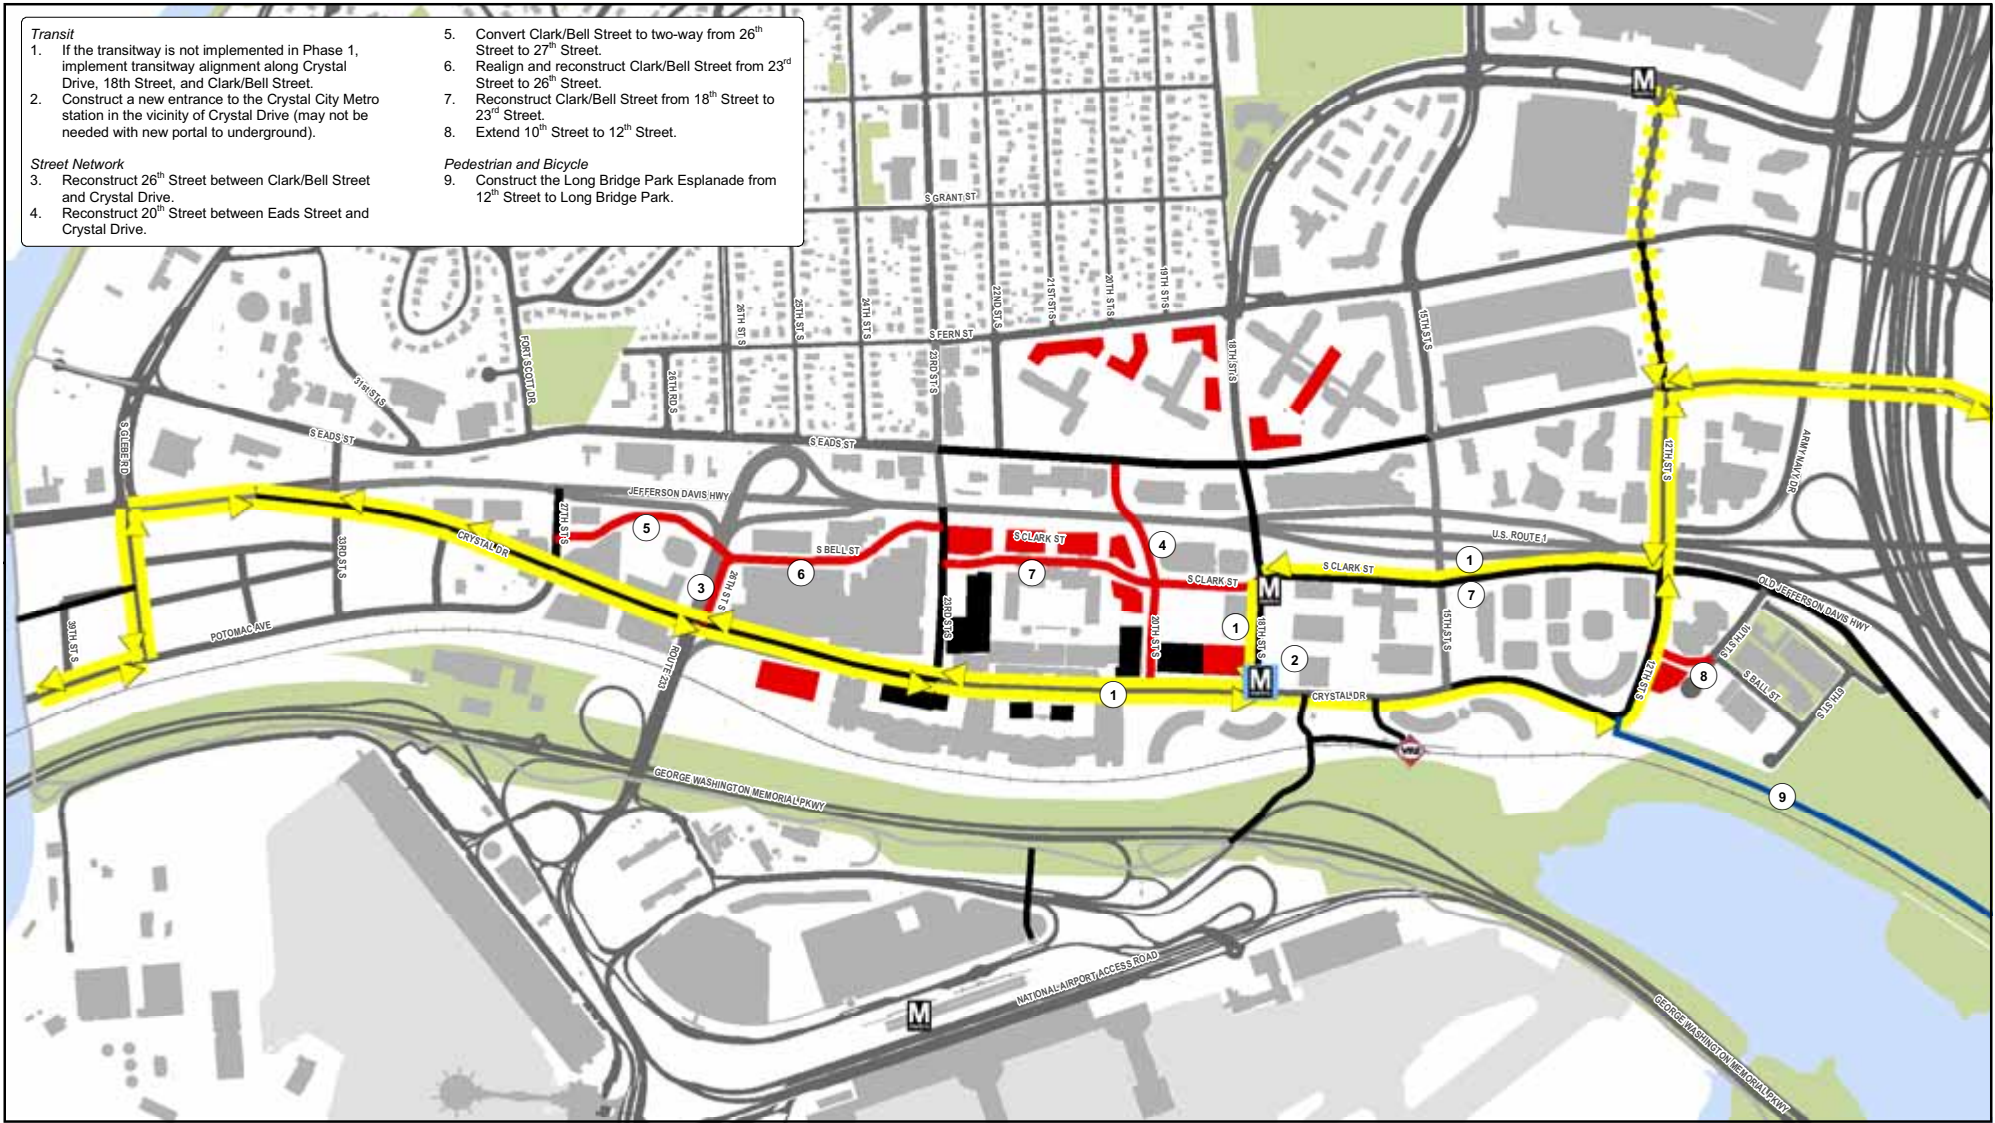 Transit
1. If the transitway is not implemented in Phase 1,
implement transitway alignment along Crystal
Drive, 18th Street, and Clark/Bell Street.
2. Construct a new entrance to the Crystal City Metro
station in the vicinity of Crystal Drive (may not be
needed with new portal to underground).
Street Network
3. Reconstruct 26th Street between Clark/Bell Street
and Crystal Drive.
4. Reconstruct 20th Street between Eads Street and
Crystal Drive.
5. Convert Clark/Bell Street to two-way from 26th
Street to 27th Street.
6. Realign and reconstruct Clark/Bell Street from 23rd
Street to 26th Street.
7. Reconstruct Clark/Bell Street from 18th Street to
23rd Street.
8. Extend 10th Street to 12th Street.
Pedestrian and Bicycle
9. Construct the Long Bridge Park Esplanade from
12th Street to Long Bridge Park.
M
S GRANT ST
26TH ST S
25TH ST S
24TH ST S
S FERN ST
22ND ST S
21ST ST S
20TH ST S
19TH ST S
23RD ST S
18TH ST S
15TH ST S
FORT SCOTT DR
31st ST S
26TH RD S
S GLEBE RD
S EADS ST
S EADS ST
12TH ST S
ARMY NAVY DR
JEFFERSON DAVIS HWY
27TH ST S
5
CRYSTAL DR
33RD ST S
S BELL ST
6
3
26TH ST S
S CLARK ST
7
4
S CLARK ST
U.S. ROUTE 1
S CLARK ST
1
7
M
OLD JEFFERSON DAVIS HWY
39TH ST S
POTOMAC AVE
23RD ST S
20TH ST S
1
18TH ST S
15TH ST S
2
M
ROUTE 233
1
CRYSTAL DR
12TH ST S
10TH ST S
8
S BALL ST
6TH ST S
VRE
GEORGE WASHINGTON MEMORIAL PKWY
9
NATIONAL AIRPORT ACCESS ROAD
M
GEORGE WASHINGTON MEMORIAL PKWY